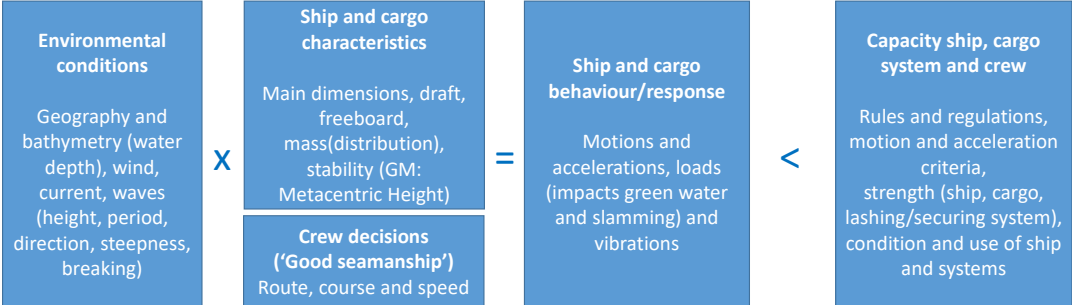 Environmental
conditions
Geography and
bathymetry (water
depth), wind,
current, waves
(height, period,
direction, steepness,
breaking)
x
Ship and cargo
characteristics
Main dimensions, draft,
freeboard,
mass(distribution),
stability (GM:
Metacentric Height)
Crew decisions
('Good seamanship')
Route, course and speed
=
Ship and cargo
behaviour/response
Motions and
accelerations, loads
(impacts green water
and slamming) and
vibrations
<
Capacity ship, cargo
system and crew
Rules and regulations,
motion and acceleration
criteria,
strength (ship, cargo,
lashing/securing system),
condition and use of ship
and systems